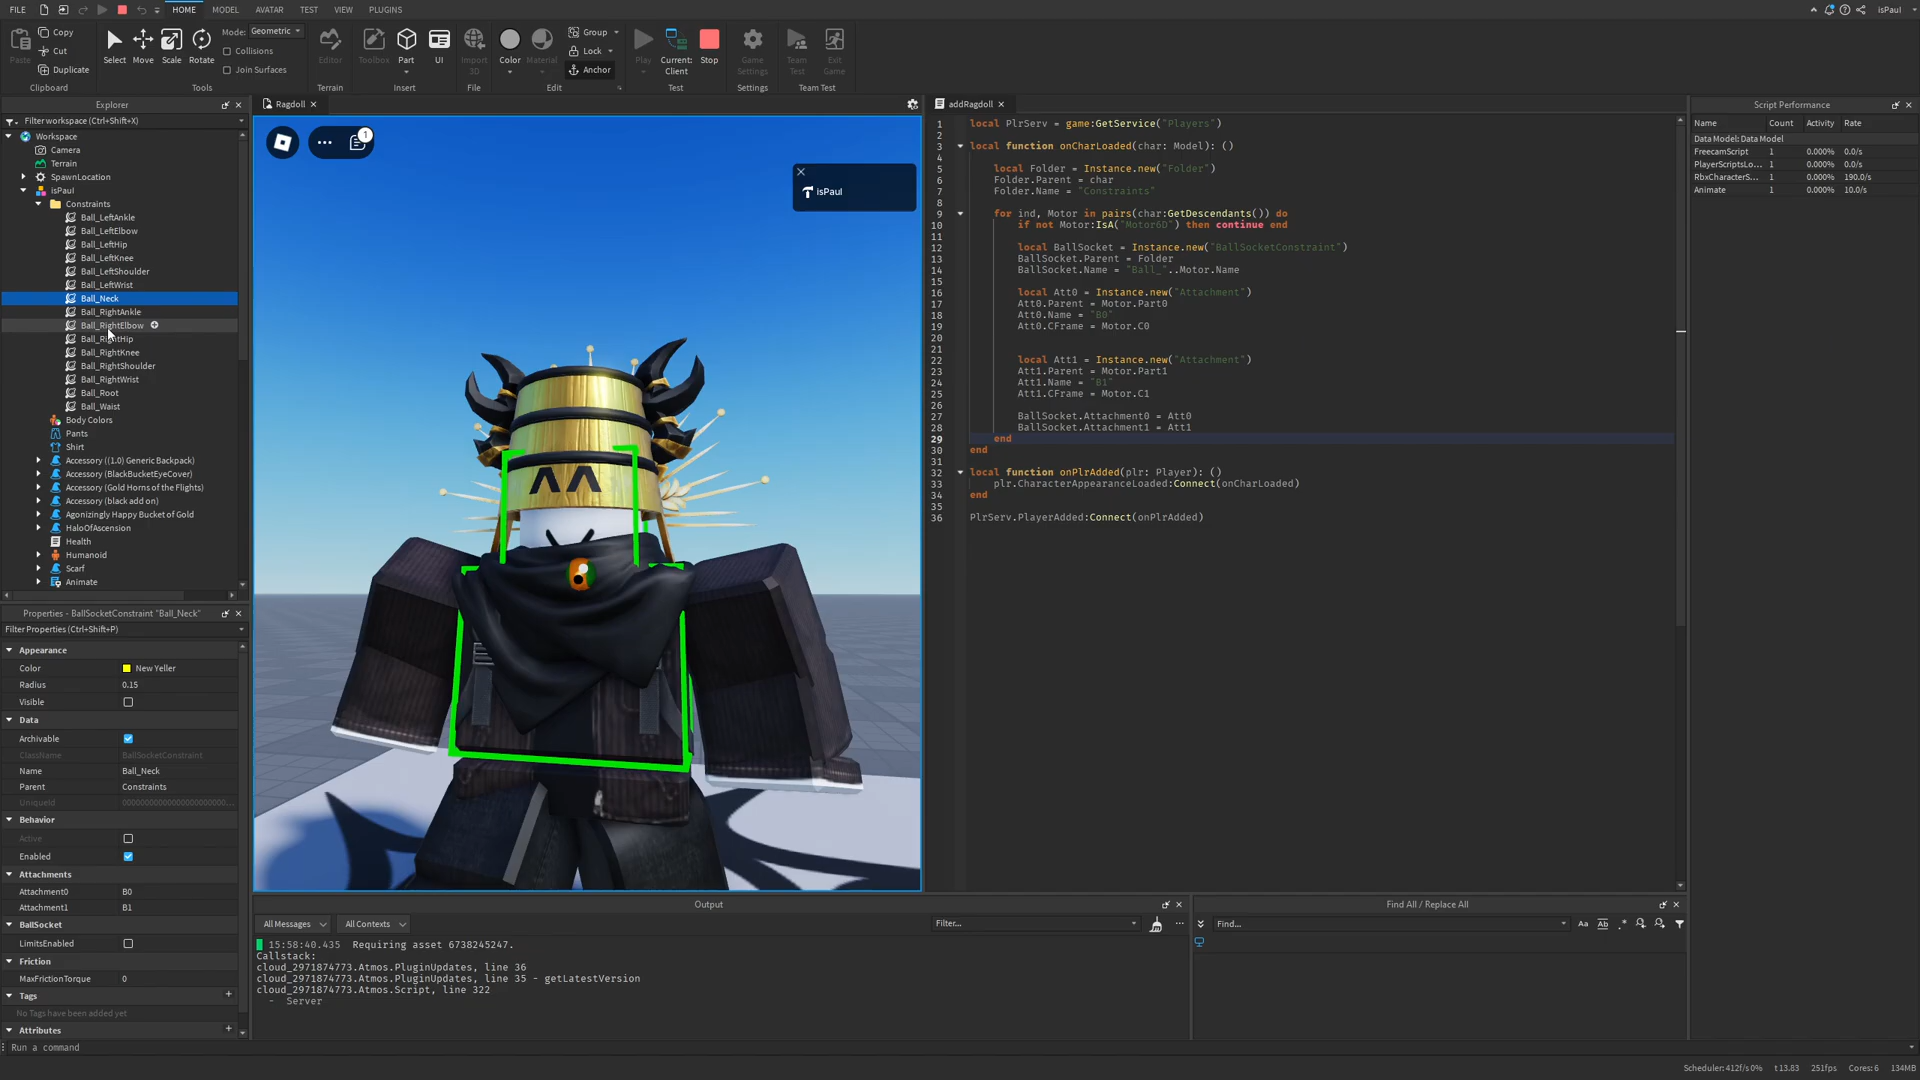 FILE
HOME
MODEL
AVATAR
TEST
VIEW
PLUGINS
isPaul
Paste
Copy
Cut
Duplicate
Clipboard
Select
Move
Scale
Rotate
Mode:
Geometric
Collisions
Join Surfaces
Tools
Editor
Terrain
Toolbox
Part
UI
Insert
Import
3D
File
Color
Material
Group
Lock
Anchor
Edit
Play
Current:
Client
Stop
Test
Game
Settings
Settings
Team
Test
Exit
Game
Team Test
Explorer
Filter workspace (Ctrl+Shift+X)
Workspace
Camera
Terrain
SpawnLocation
isPaul
Constraints
Ball_LeftAnkle
Ball_LeftElbow
Ball_LeftHip
Ball_LeftKnee
Ball_LeftShoulder
Ball_LeftWrist
Ball_Neck
Ball_RightAnkle
Ball_RightElbow
Ball_RightHip
Ball_RightKnee
Ball_RightShoulder
Ball_RightWrist
Ball_Root
Ball_Waist
Body Colors
Pants
Shirt
Accessory ((1.0) Generic Backpack)
Accessory (BlackBucketEyeCover)
Accessory (Gold Horns of the Flights)
Accessory (black add on)
Agonizingly Happy Bucket of Gold
HaloOfAscension
Health
Humanoid
Scarf
Animate
Properties - BallSocketConstraint "Ball_Neck"
Filter Properties (Ctrl+Shift+P)
Appearance
Color New Yeller
Radius 0.15
Visible
Data
Archivable
ClassName BallSocketConstraint
Name Ball_Neck
Parent Constraints
UniqueId
Behavior
Active
Enabled
Attachments
Attachment0 B0
Attachment1 B1
BallSocket
LimitsEnabled
Friction
MaxFrictionTorque 0
Tags
No Tags have been added yet
Attributes
Run a command
Ragdoll
1
isPaul
addRagdoll
1 local PlrServ = game:GetService("Players")
2
3 local function onCharLoaded(char: Model): ()
4
5 local Folder = Instance.new("Folder")
6 Folder.Parent = char
7 Folder.Name = "Constraints"
8
9 for ind, Motor in pairs(char:GetDescendants()) do
10 if not Motor:IsA("Motor6D") then continue end
11
12 local BallSocket = Instance.new("BallSocketConstraint")
13 BallSocket.Parent = Folder
14 BallSocket.Name = "Ball_"..Motor.Name
15
16 local Att0 = Instance.new("Attachment")
17 Att0.Parent = Motor.Part0
18 Att0.Name = "B0"
19 Att0.CFrame = Motor.C0
20
21
22 local Att1 = Instance.new("Attachment")
23 Att1.Parent = Motor.Part1
24 Att1.Name = "B1"
25 Att1.CFrame = Motor.C1
26
27 BallSocket.Attachment0 = Att0
28 BallSocket.Attachment1 = Att1
29 end
30 end
31
32 local function onPlrAdded(plr: Player): ()
33 plr.CharacterAppearanceLoaded:Connect(onCharLoaded)
34 end
35
36 PlrServ.PlayerAdded:Connect(onPlrAdded)
Script Performance
Name Count Activity Rate
Data Model: Data Model
FreecamScript 1 0.000% 0.0/s
PlayerScriptsLo... 1 0.000% 0.0/s
RbxCharacterS... 1 0.000% 190.0/s
Animate 1 0.000% 10.0/s
Output
All Messages
All Contexts
Filter...
15:58:40.435 Requiring asset 6738245247.
Callstack:
cloud_2971874773.Atmos.PluginUpdates, line 36
cloud_2971874773.Atmos.PluginUpdates, line 35 - getLatestVersion
cloud_2971874773.Atmos.Script, line 322
- Server
Find All / Replace All
Find...
Aa
Ab
.*
Scheduler: 412f/s 0%
t 13.83
251fps
Cores: 6
134MB